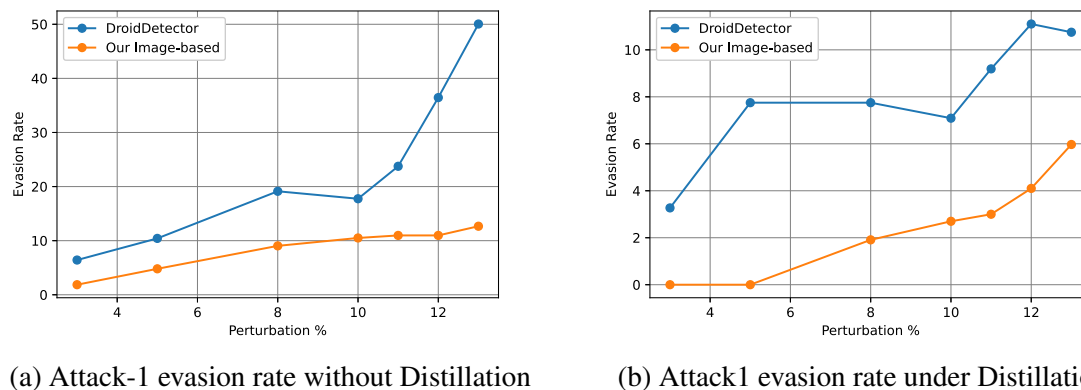 50
40
30
20
10
0
Evasion Rate
DroidDetector
Our Image-based
4 6 8 10 12
Perturbation %
(a) Attack-1 evasion rate without Distillation
10
8
6
4
2
0
Evasion Rate
DroidDetector
Our Image-based
4 6 8 10 12
Perturbation %
(b) Attack1 evasion rate under